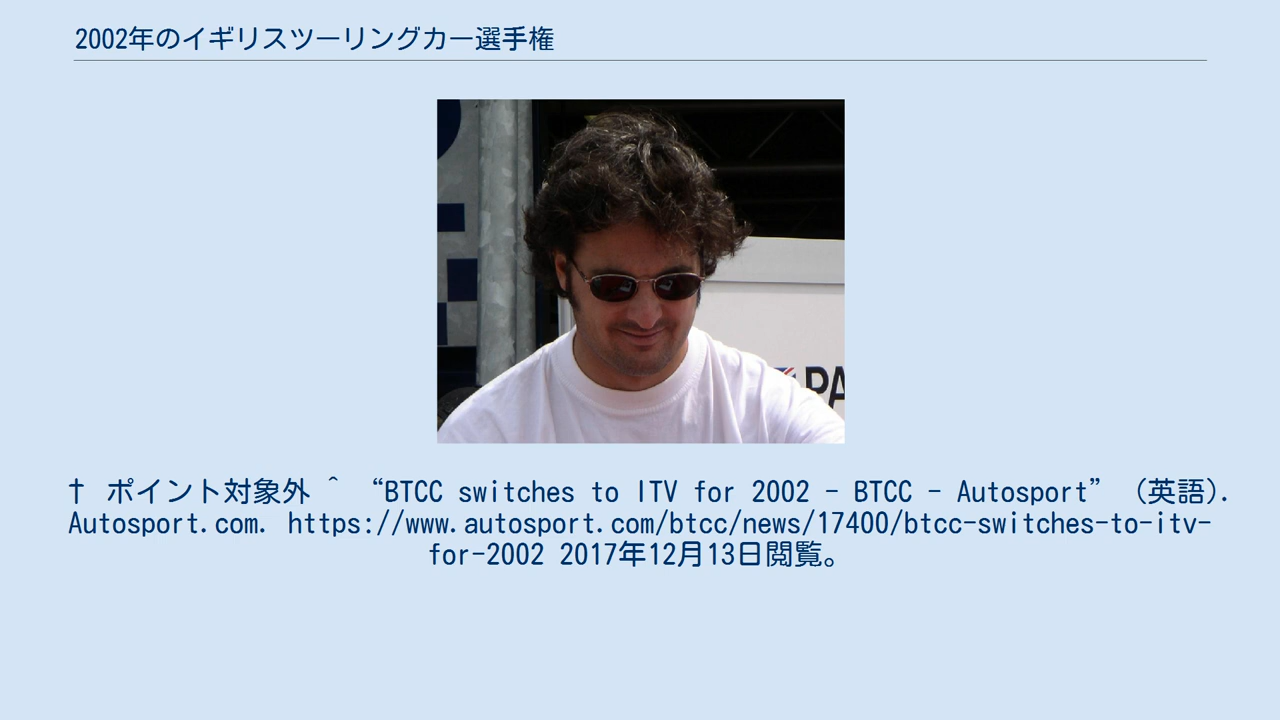 2002年のイギリスツーリングカー選手権
PA
† ポイント対象外 ^ “BTCC switches to ITV for 2002 - BTCC - Autosport” (英語).
Autosport.com. https://www.autosport.com/btcc/news/17400/btcc-switches-to-itv-
for-2002 2017年12月13日閲覧。